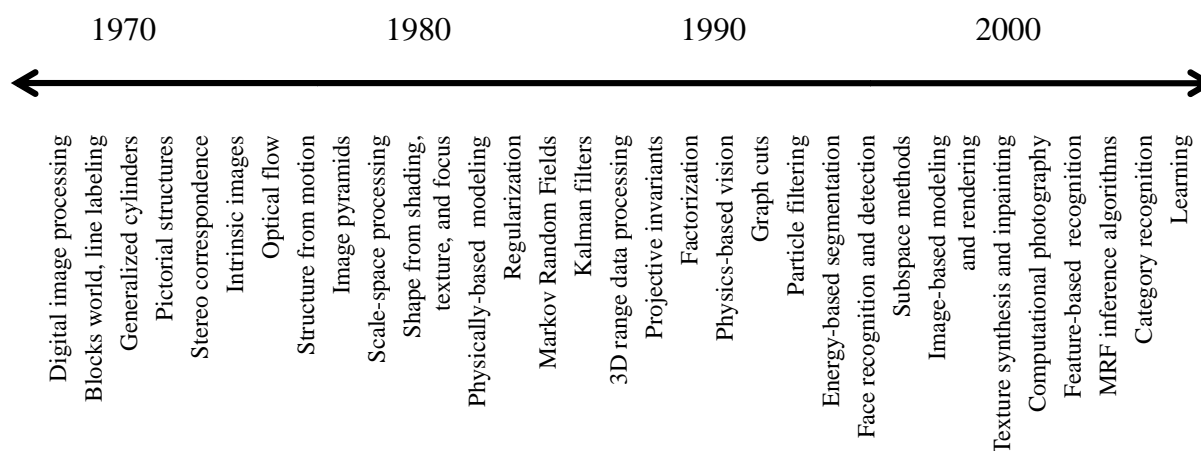 1970
1980
1990
2000
Digital image processing
Blocks world, line labeling
Generalized cylinders
Pictorial structures
Stereo correspondence
Intrinsic images
Optical flow
Structure from motion
Image pyramids
Scale-space processing
Shape from shading,
texture, and focus
Physically-based modeling
Regularization
Markov Random Fields
Kalman filters
3D range data processing
Projective invariants
Factorization
Physics-based vision
Graph cuts
Particle filtering
Energy-based segmentation
Face recognition and detection
Subspace methods
Image-based modeling
and rendering
Texture synthesis and inpainting
Computational photography
Feature-based recognition
MRF inference algorithms
Category recognition
Learning